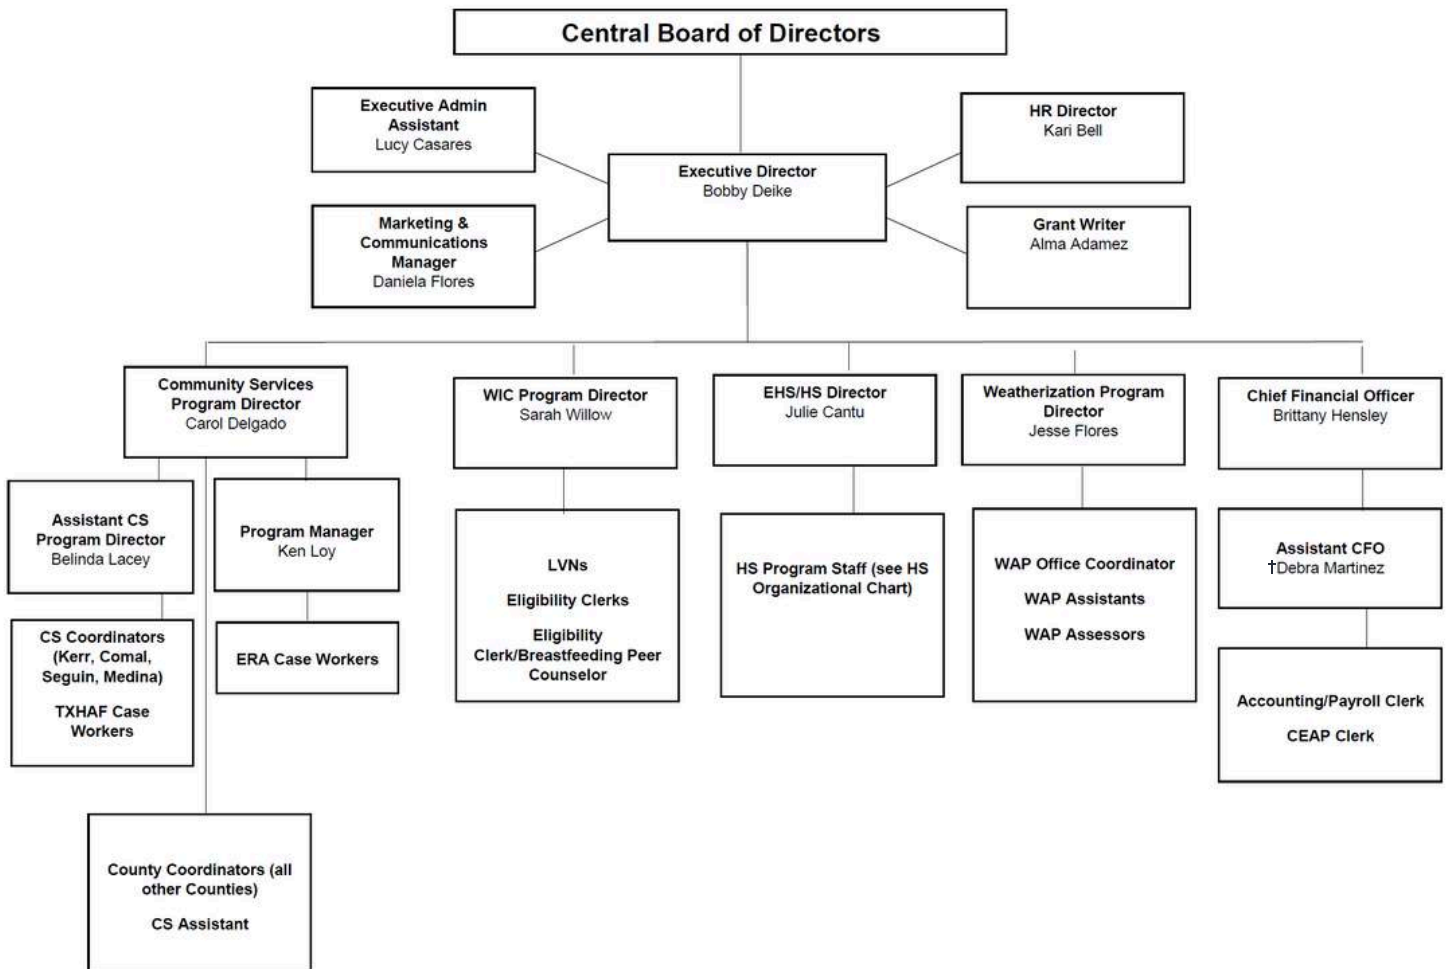 Central Board of Directors
Executive Admin
Assistant
Lucy Casares
HR Director
Kari Bell
Executive Director
Bobby Deike
Marketing &
Communications
Manager
Daniela Flores
Grant Writer
Alma Adamez
Community Services
Program Director
Carol Delgado
WIC Program Director
Sarah Willow
EHS/HS Director
Julie Cantu
Weatherization Program
Director
Jesse Flores
Chief Financial Officer
Brittany Hensley
Assistant CS
Program Director
Belinda Lacey
Program Manager
Ken Loy
LVNs
Eligibility Clerks
Eligibility
Clerk/Breastfeeding Peer
Counselor
HS Program Staff (see HS
Organizational Chart)
WAP Office Coordinator
WAP Assistants
WAP Assessors
Assistant CFO
†Debra Martinez
CS Coordinators
(Kerr, Comal,
Seguin, Medina)
TXHAF Case
Workers
ERA Case Workers
Accounting/Payroll Clerk
CEAP Clerk
County Coordinators (all
other Counties)
CS Assistant